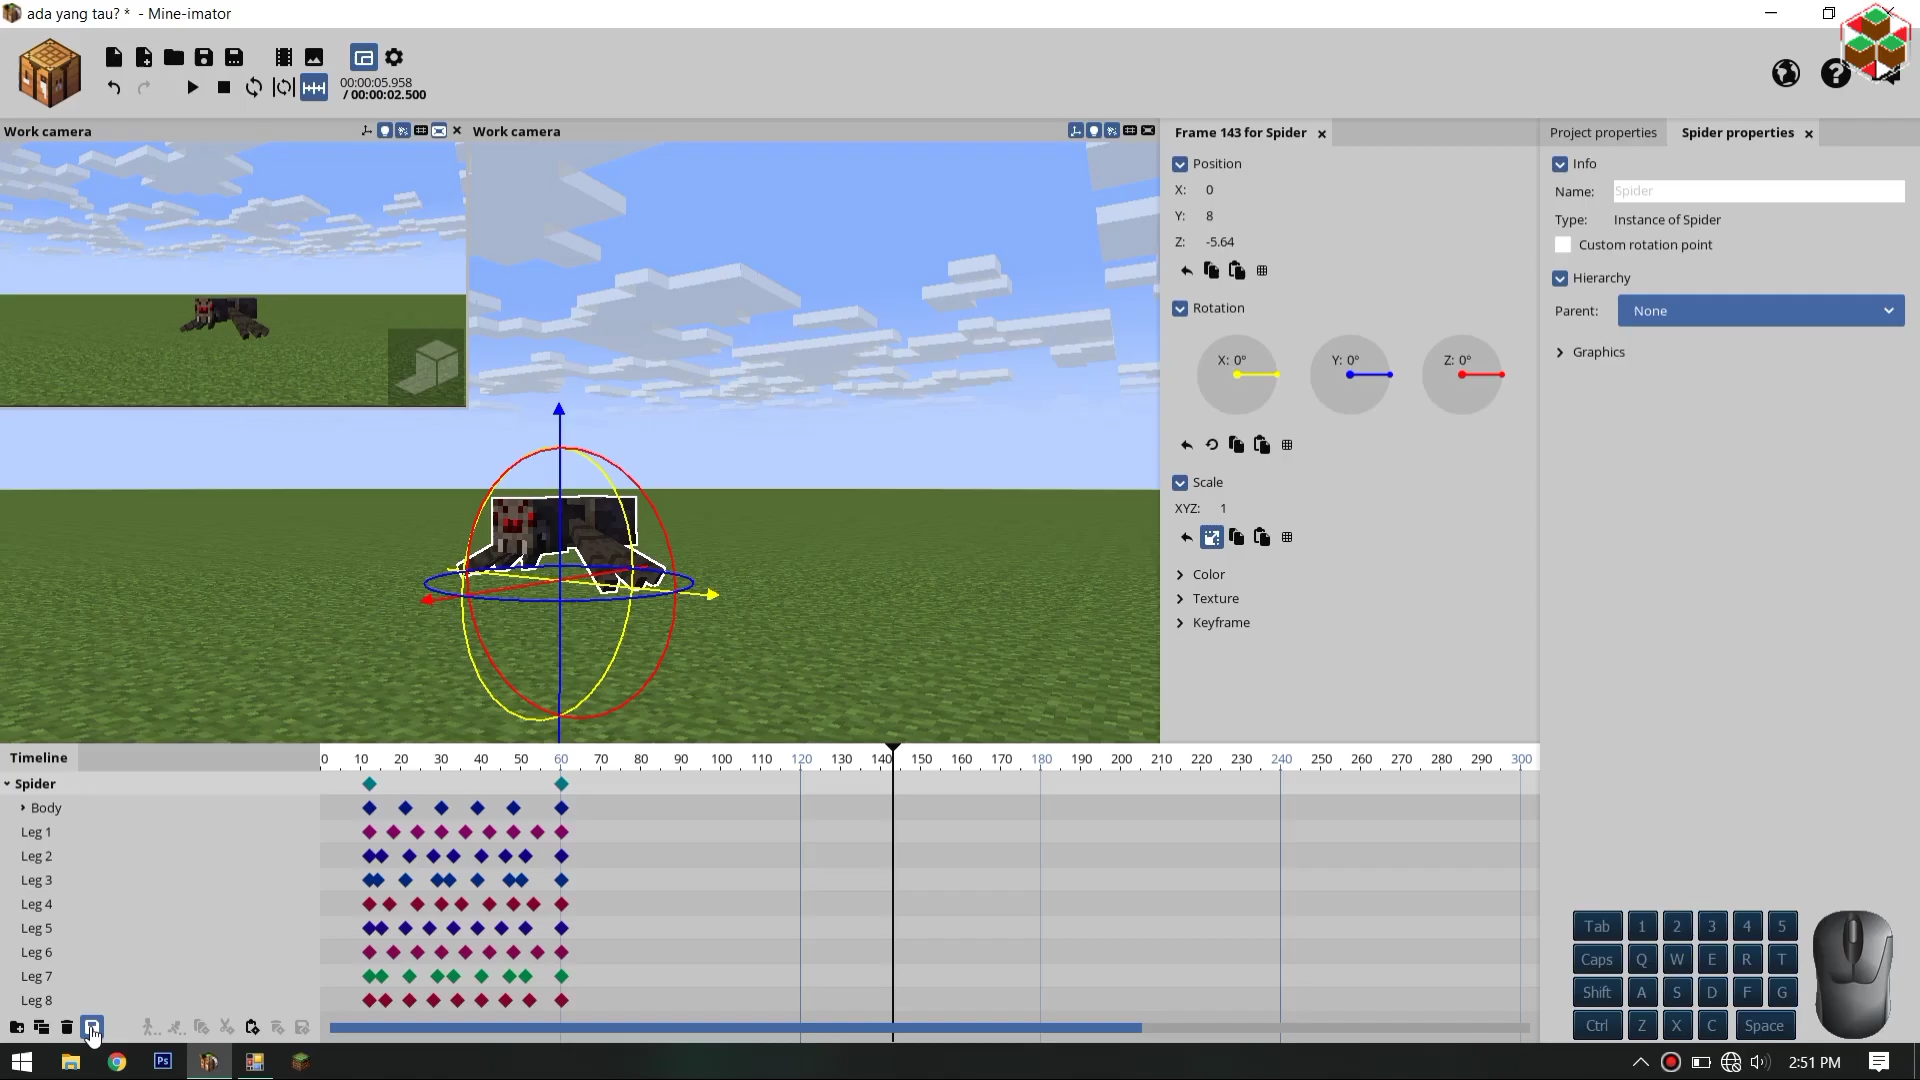 ada yang tau? * - Mine-imator
00:00:05.958
/ 00:00:02.500
Work camera
Work camera
Frame 143 for Spider
Position
X: 0
Y: 8
Z: -5.64
Rotation
X: 0° Y: 0° Z: 0°
Scale
XYZ: 1
Color
Texture
Keyframe
Project properties Spider properties
Info
Name: Spider
Type: Instance of Spider
Custom rotation point
Hierarchy
Parent: None
Graphics
Timeline
0 10 20 30 40 50 60 70 80 90 100 110 120 130 140 150 160 170 180 190 200 210 220 230 240 250 260 270 280 290 300
Spider
Body
Leg 1
Leg 2
Leg 3
Leg 4
Leg 5
Leg 6
Leg 7
Leg 8
Tab 1 2 3 4 5
Caps Q W E R T
Shift A S D F G
Ctrl Z X C Space
Ps
2:51 PM